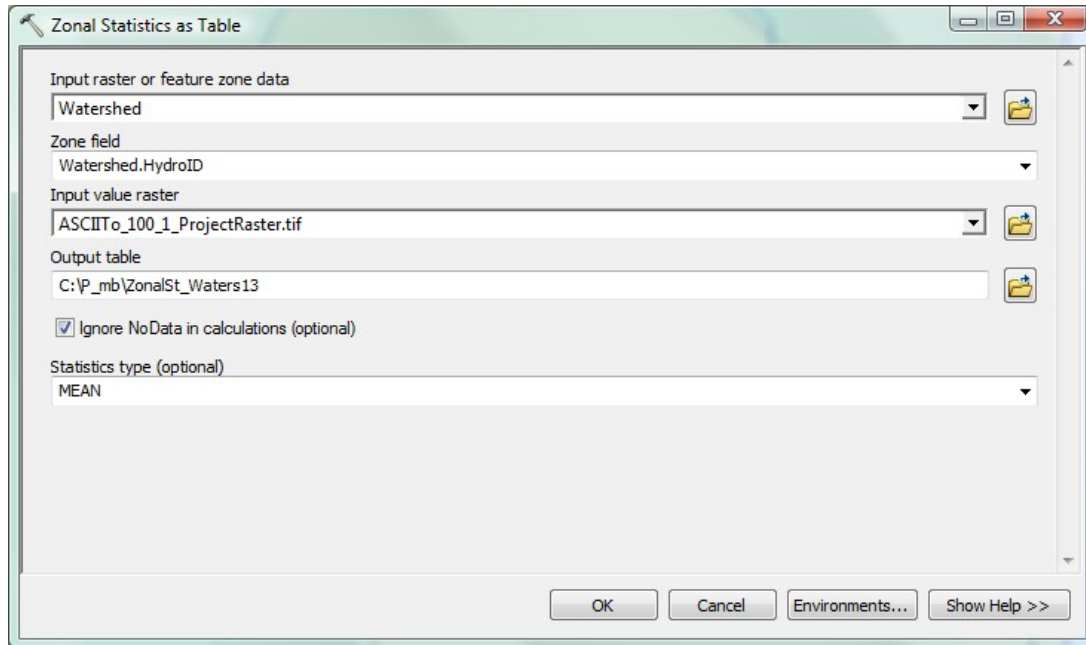 Zonal Statistics as Table
Input raster or feature zone data
Watershed
Zone field
Watershed.HydroID
Input value raster
ASCIITo_100_1_ProjectRaster.tif
Output table
C:\P_mb\ZonalSt_Waters13
Ignore NoData in calculations (optional)
Statistics type (optional)
MEAN
OK Cancel Environments... Show Help >>